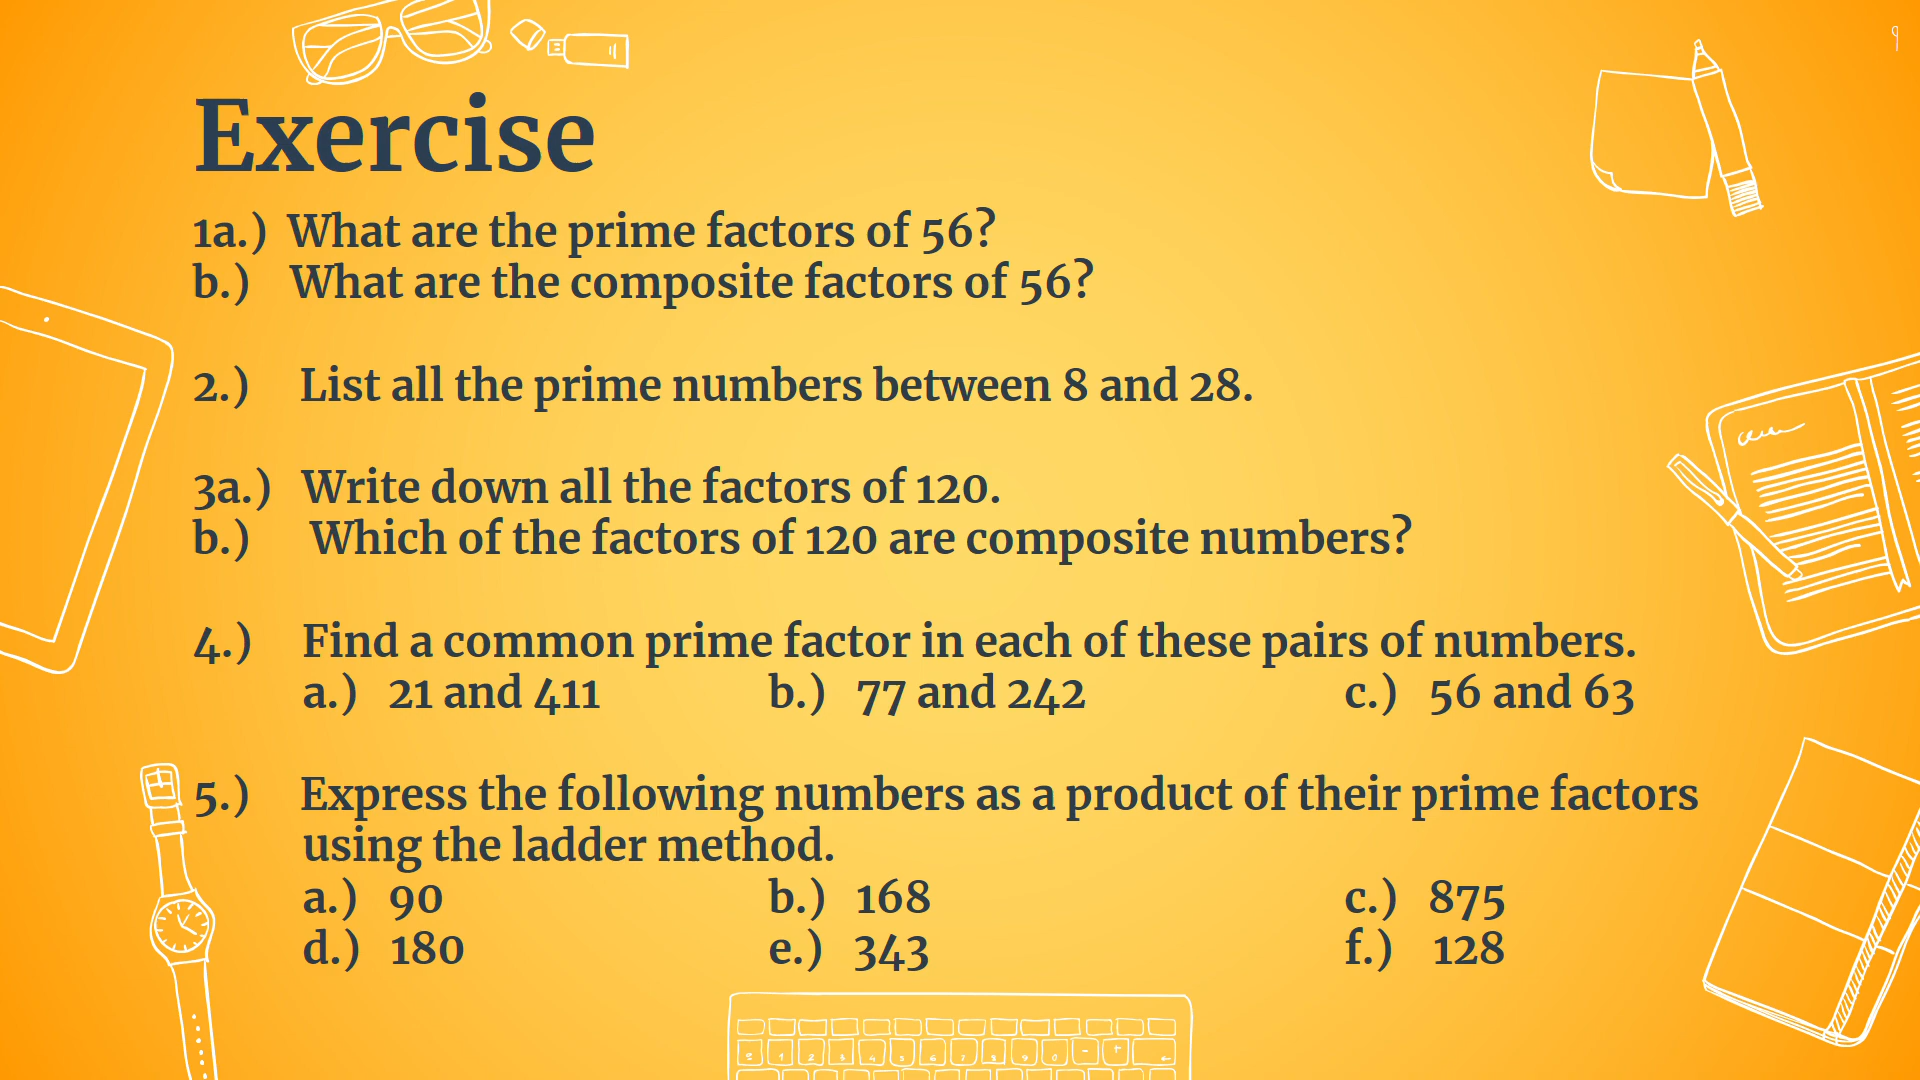 Exercise
1a.) What are the prime factors of 56?
b.) What are the composite factors of 56?
2.) List all the prime numbers between 8 and 28.
3a.) Write down all the factors of 120.
b.) Which of the factors of 120 are composite numbers?
4.) Find a common prime factor in each of these pairs of numbers.
a.) 21 and 411 b.) 77 and 242 c.) 56 and 63
5.) Express the following numbers as a product of their prime factors
using the ladder method.
a.) 90 b.) 168 c.) 875
d.) 180 e.) 343 f.) 128